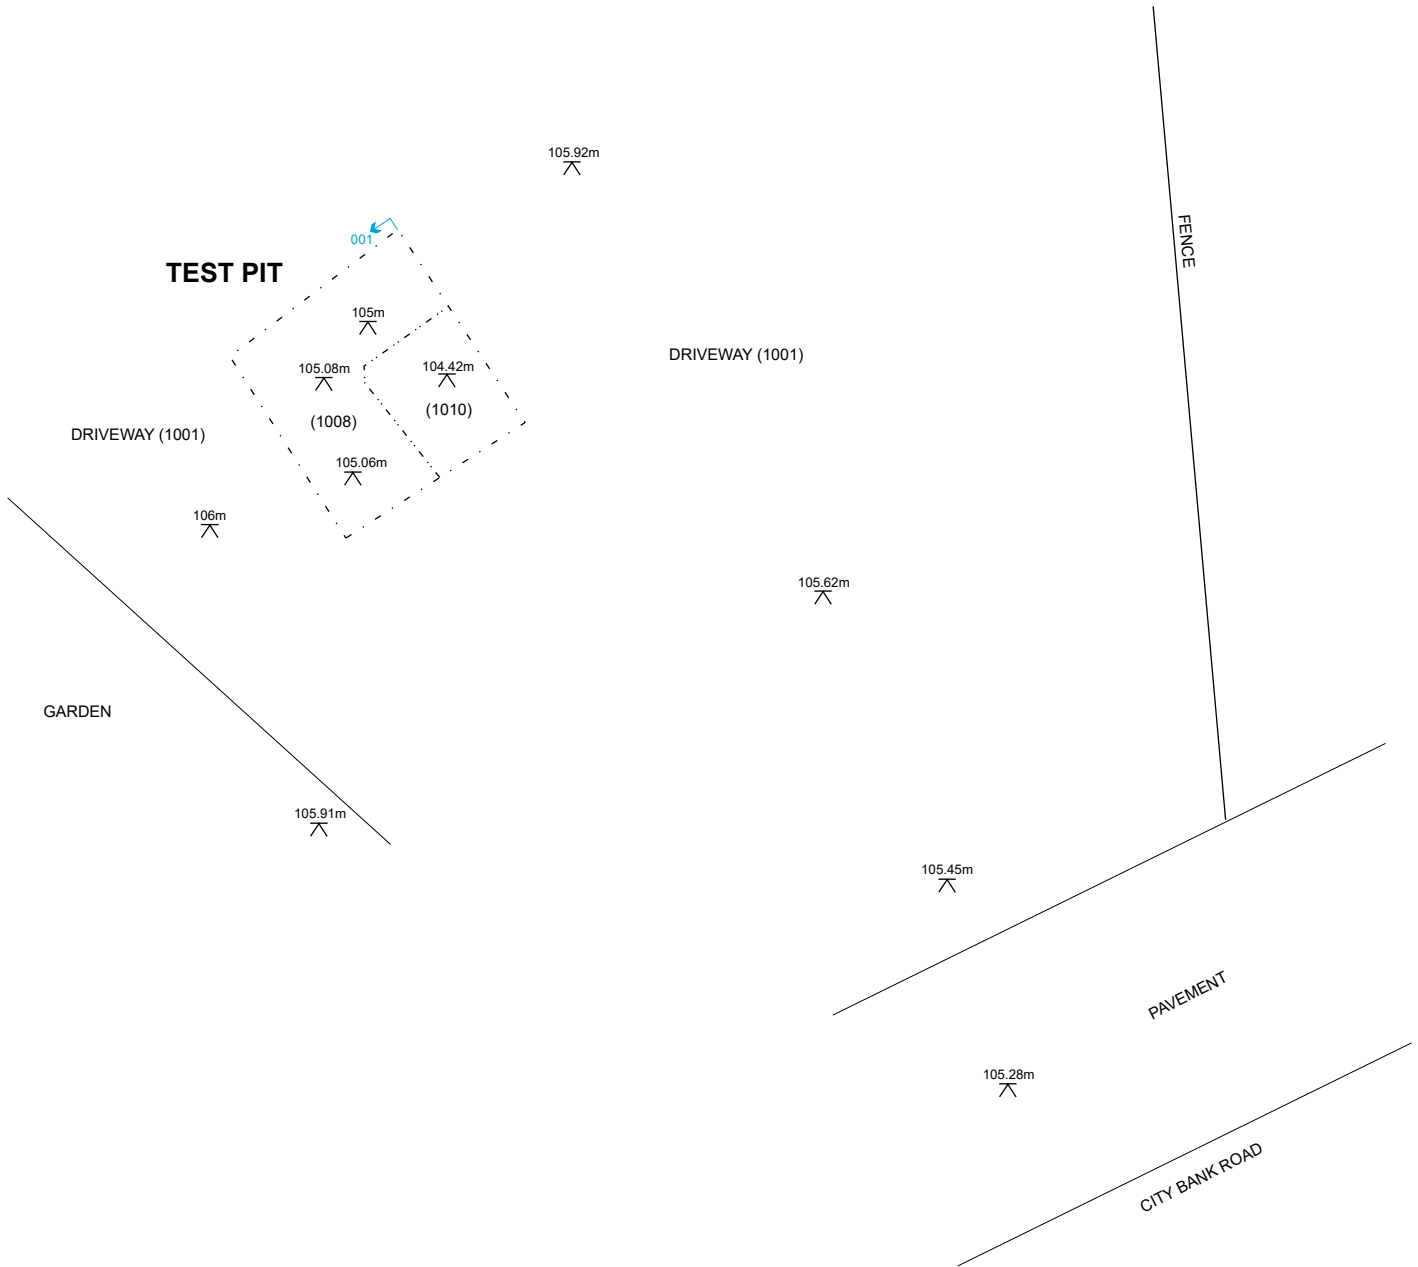 105.92m
FENCE
001
TEST PIT
105m
DRIVEWAY (1001)
105.08m
104.42m
(1010)
(1008)
DRIVEWAY (1001)
105.06m
106m
105.62m
GARDEN
105.91m
105.45m
PAVEMENT
105.28m
CITY BANK ROAD